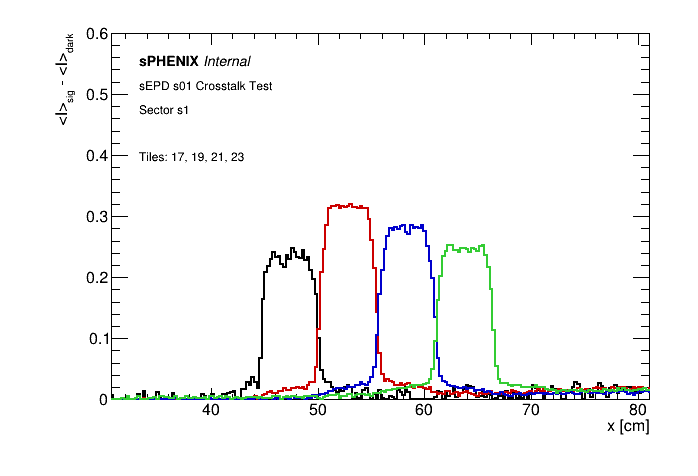 0.6
<I>sig - <I>dark
sPHENIX Internal
sEPD s01 Crosstalk Test
0.5
Sector s1
0.4
Tiles: 17, 19, 21, 23
0.3
0.2
0.1
0
40 50 60 70 80
x [cm]